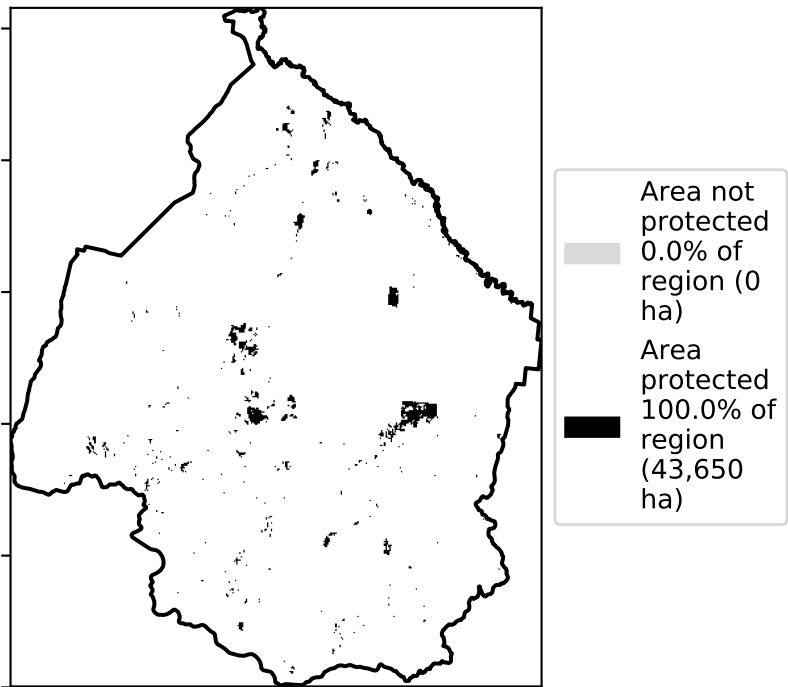 Area not
protected
0.0% of
region (0
ha)
Area
protected
100.0% of
region
(43,650
ha)